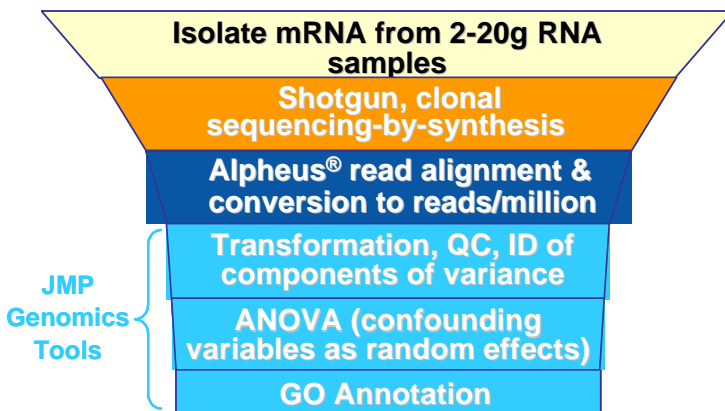 Isolate mRNA from 2-20g RNA
samples
Shotgun, clonal
sequencing-by-synthesis
Alpheus® read alignment &
conversion to reads/million
Transformation, QC, ID of
components of variance
JMP
Genomics
Tools
ANOVA (confounding
variables as random effects)
GO Annotation